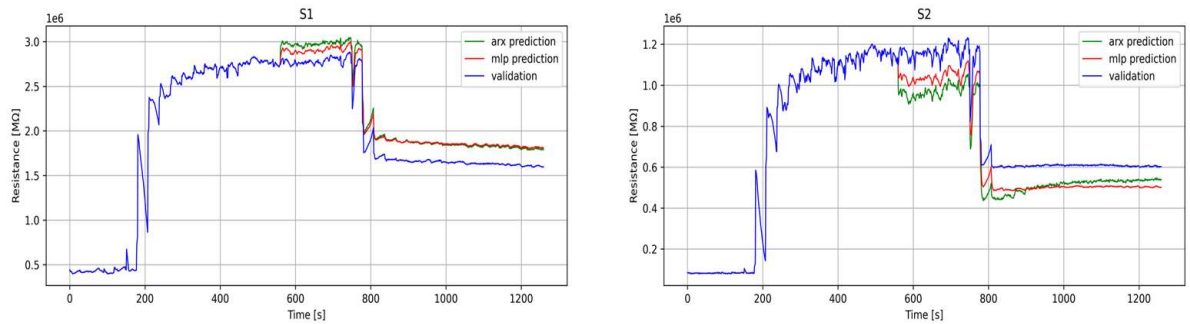 S1
1e6
3.0
2.5
2.0
1.5
1.0
0.5
Resistance [MΩ]
0
200
400
600
800
1000
1200
Time [s]
arx prediction
mlp prediction
validation
S2
1e6
1.2
1.0
0.8
0.6
0.4
0.2
Resistance [MΩ]
0
200
400
600
800
1000
1200
Time [s]
arx prediction
mlp prediction
validation